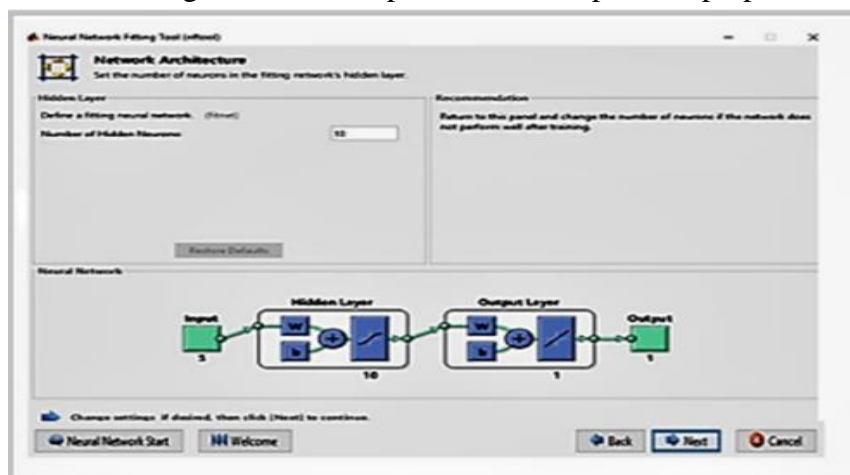 Neural Network Fitting Tool (nftool)
Network Architecture
Set the number of neurons in the fitting network's hidden layer.
Hidden Layer
Define a fitting neural network. (fitnet)
Number of Hidden Neurons:
10
Restore Defaults
Recommendation
Return to this panel and change the number of neurons if the network does
not perform well after training.
Neural Network
Hidden Layer
Output Layer
Input
Output
W
b
W
b
10
1
1
Change settings if desired, then click [Next] to continue.
Neural Network Start
Welcome
Back
Next
Cancel